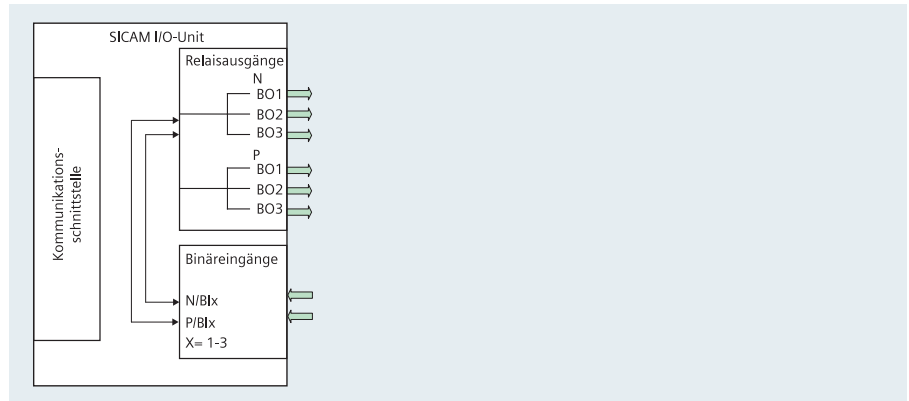 SICAM I/O-Unit
Kommunikations-
schnittstelle
Relaisausgänge
N
BO1
BO2
BO3
P
BO1
BO2
BO3
Binäreingänge
N/BIx
P/BIx
X= 1-3